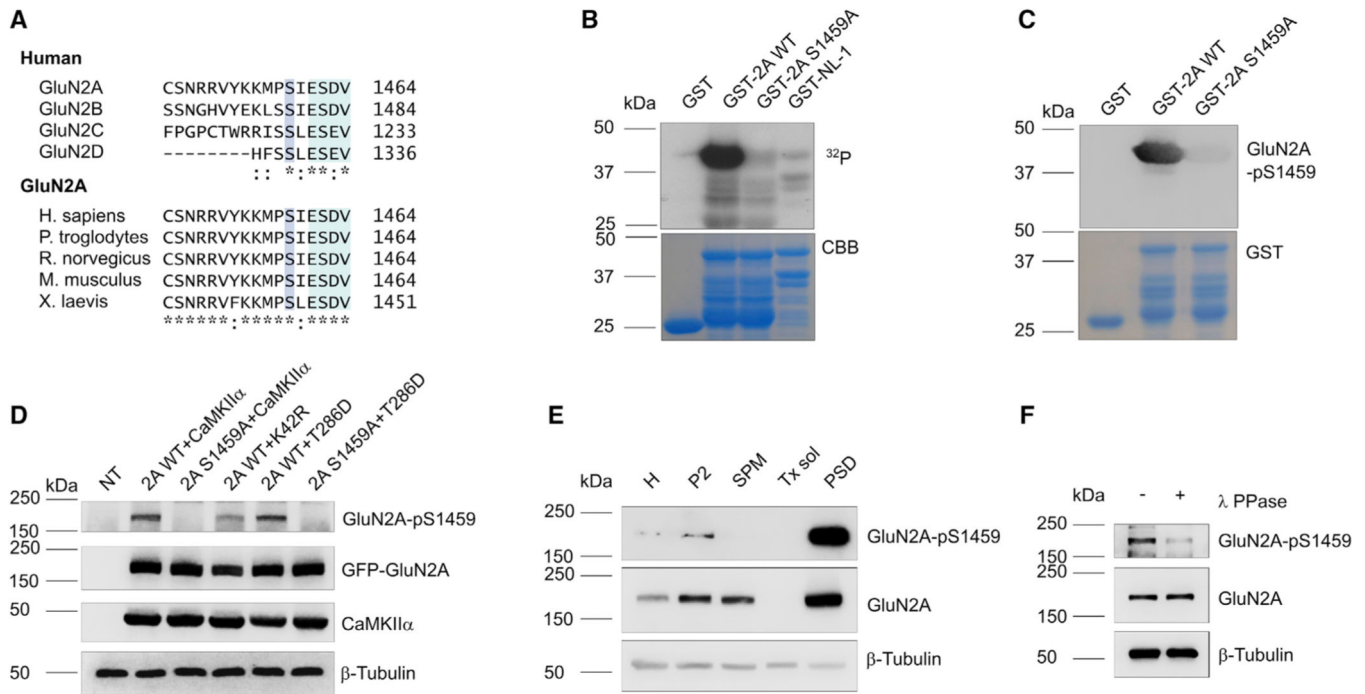 A
Human
GluN2A CSNRRVYKKMPSIESDV 1464
GluN2B SSNGHVYEKLSSIESDV 1484
GluN2C FPGPCTWRRISSLESEV 1233
GluN2D --------HFSSLESEV 1336
:: *:**:*
GluN2A
H. sapiens CSNRRVYKKMPSIESDV 1464
P. troglodytes CSNRRVYKKMPSIESDV 1464
R. norvegicus CSNRRVYKKMPSIESDV 1464
M. musculus CSNRRVYKKMPSIESDV 1464
X. laevis CSNRRVFKKMPSLESDV 1451
******:*****:****
B
kDa GST GST-2A WT GST-2A S1459A GST-NL-1
50
37 32P
25
50 CBB
37
25
C
kDa GST GST-2A WT GST-2A S1459A
50 GluN2A
37 -pS1459
25
50 GST
37
25
D
kDa NT 2A WT+CaMKIIα 2A S1459A+CaMKIIα 2A WT+K42R 2A WT+T286D 2A S1459A+T286D
250
150 GluN2A-pS1459
250
150 GFP-GluN2A
50 CaMKIIα
50 β-Tubulin
E
kDa H P2 SPM Tx sol PSD
250
150 GluN2A-pS1459
250
150 GluN2A
50 β-Tubulin
F
kDa - + λ PPase
250
150 GluN2A-pS1459
250
150 GluN2A
50 β-Tubulin